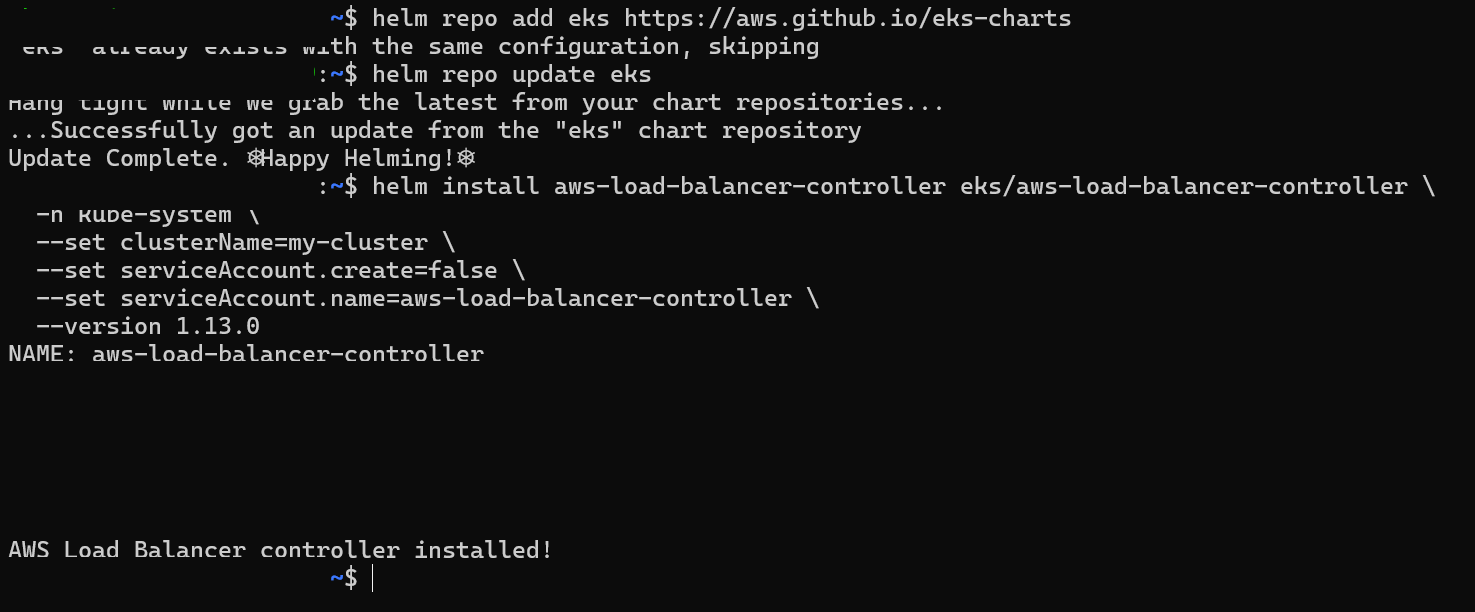 ~$ helm repo add eks https://aws.github.io/eks-charts
"eks" already exists with the same configuration, skipping
:~$ helm repo update eks
Hang tight while we grab the latest from your chart repositories...
...Successfully got an update from the "eks" chart repository
Update Complete. ⎈Happy Helming!⎈
:~$ helm install aws-load-balancer-controller eks/aws-load-balancer-controller \
-n kube-system \
--set clusterName=my-cluster \
--set serviceAccount.create=false \
--set serviceAccount.name=aws-load-balancer-controller \
--version 1.13.0
NAME: aws-load-balancer-controller
AWS Load Balancer controller installed!
~$